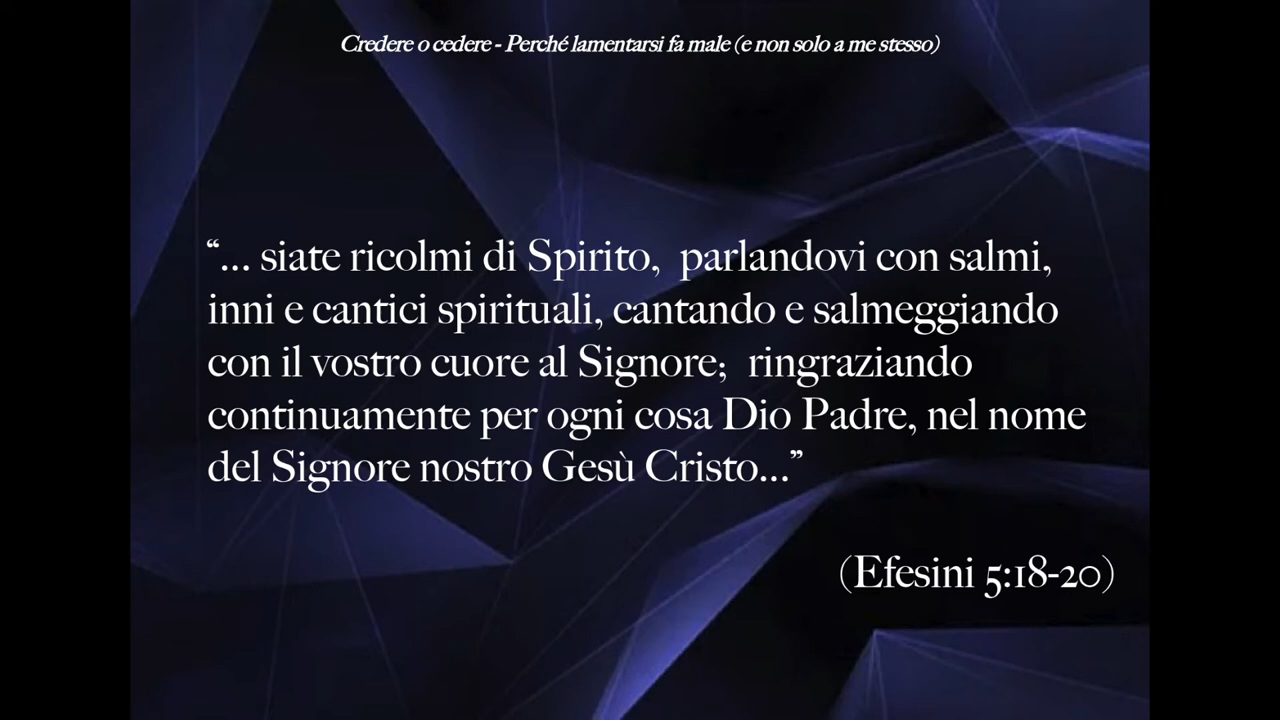 Credere o cedere - Perché lamentarsi fa male (e non solo a me stesso)
“... siate ricolmi di Spirito,  parlandovi con salmi,
inni e cantici spirituali, cantando e salmeggiando
con il vostro cuore al Signore;  ringraziando
continuamente per ogni cosa Dio Padre, nel nome
del Signore nostro Gesù Cristo...”
(Efesini 5:18-20)